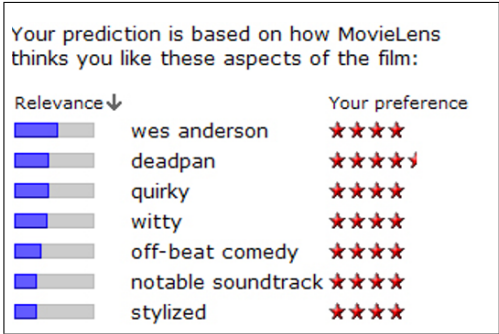 Your prediction is based on how MovieLens
thinks you like these aspects of the film:
Relevance Your preference
wes anderson
deadpan
quirky
witty
off-beat comedy
notable soundtrack
stylized